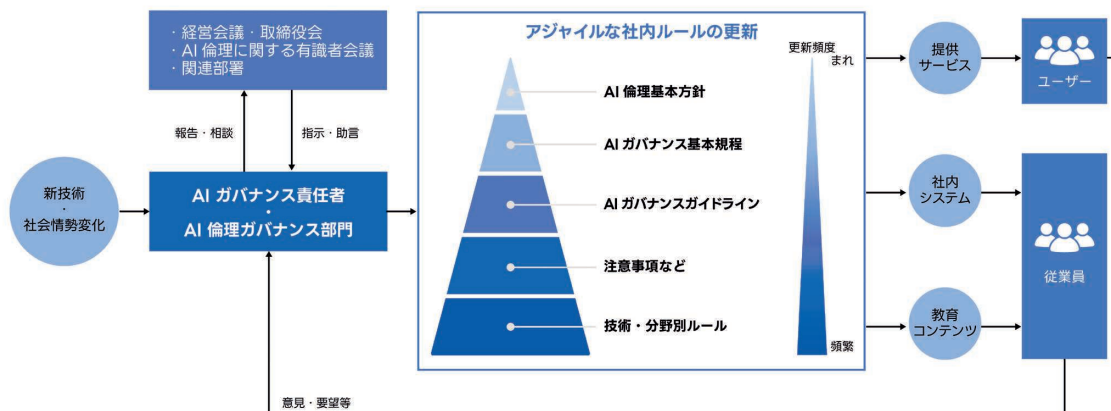 ・経営会議・取締役会
・AI 倫理に関する有識者会議
・関連部署
報告・相談
指示・助言
新技術
・
社会情勢変化
AI ガバナンス責任者
・
AI 倫理ガバナンス部門
意見・要望等
アジャイルな社内ルールの更新
AI 倫理基本方針
AI ガバナンス基本規程
AI ガバナンスガイドライン
注意事項など
技術・分野別ルール
更新頻度
まれ
頻繁
提供
サービス
ユーザー
社内
システム
教育
コンテンツ
従業員